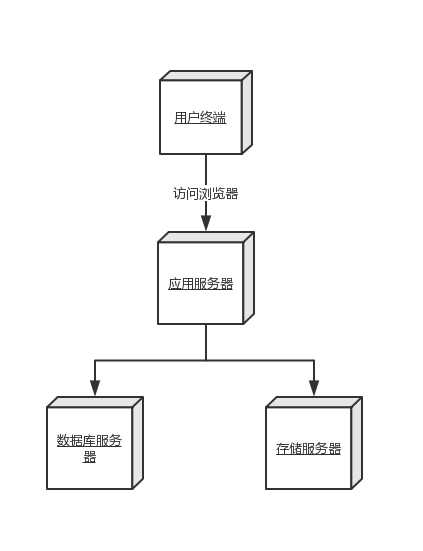 用户终端
访问浏览器
应用服务器
数据库服务
器
存储服务器